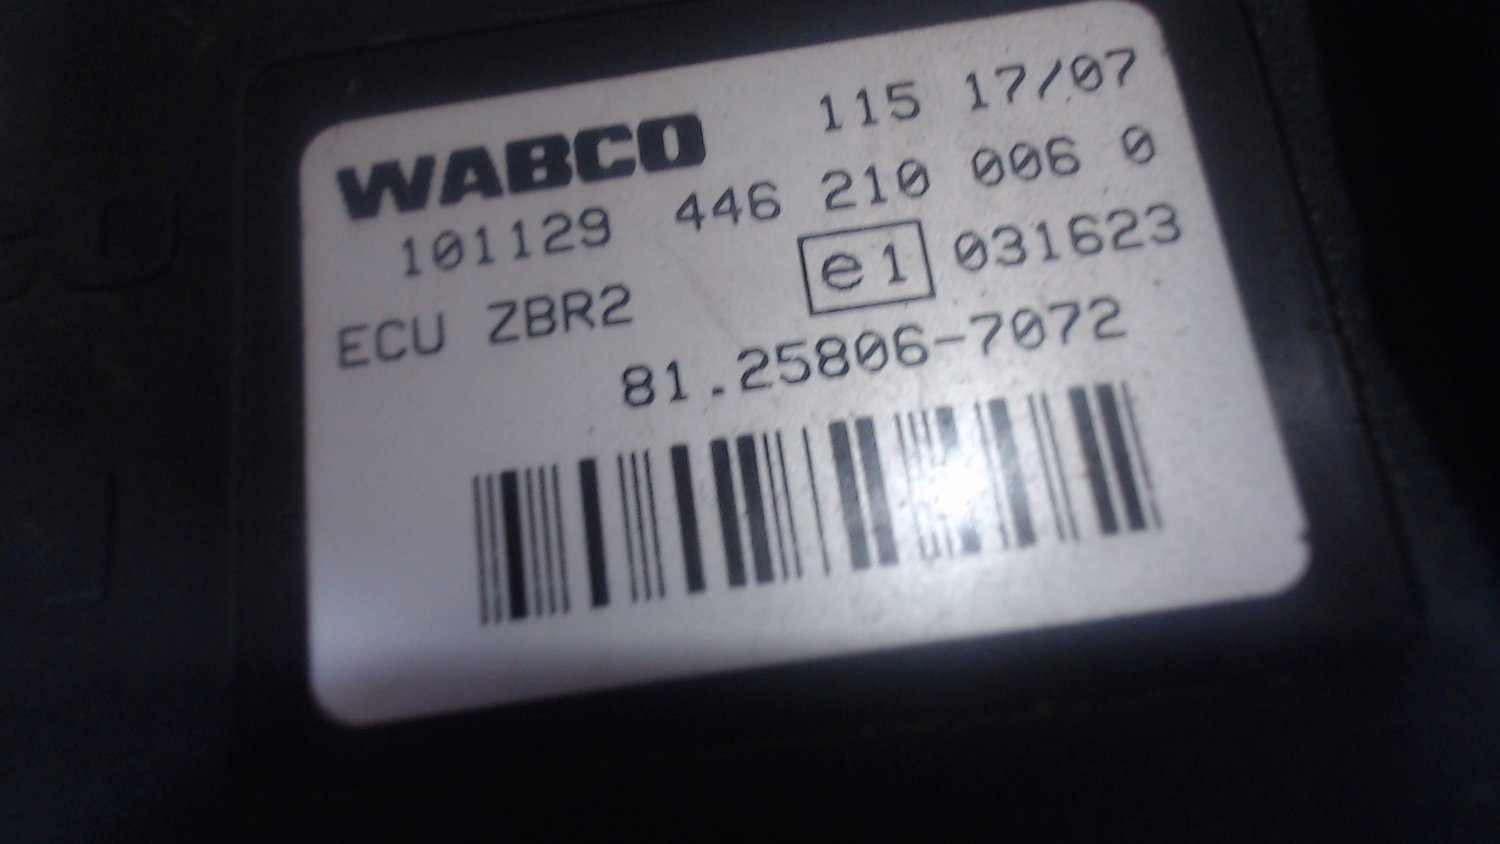 WABCO 115 17/07
101129 446 210 006 0
ECU ZBR2 e1 031623
81.25806-7072